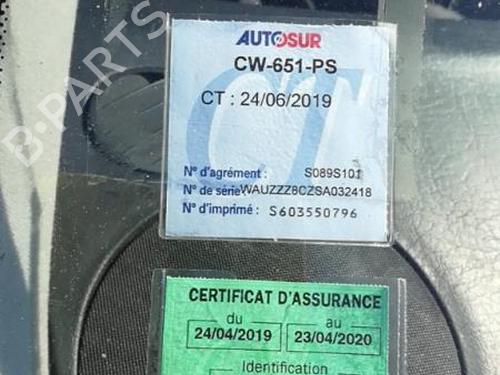 AUTOSUR
CW-651-PS
CT : 24/06/2019
CT
N° d'agrément : S089S101
N° de série: WAUZZZ8CZSA032418
N° d'imprimé : S603550796
CERTIFICAT D'ASSURANCE
du au
24/04/2019 23/04/2020
Identification
B-PARTS